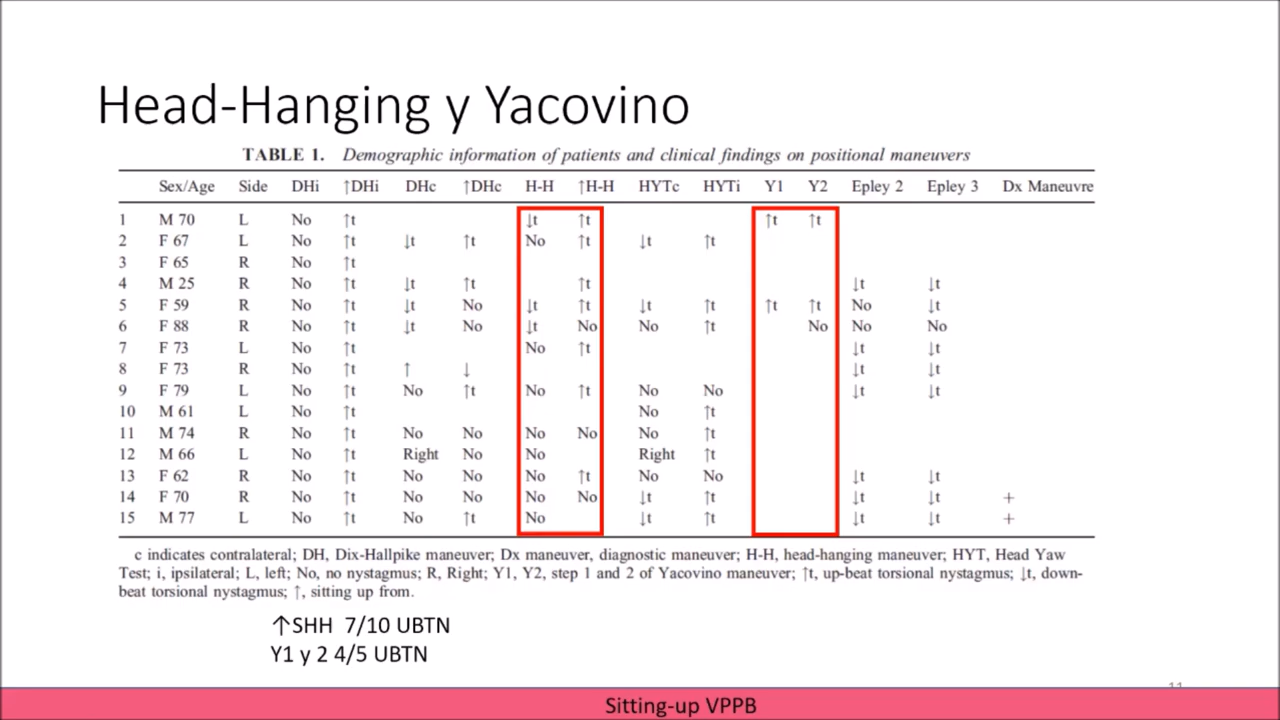 Head-Hanging y Yacovino
TABLE 1. Demographic information of patients and clinical findings on positional maneuvers
Sex/Age Side DHi ↑DHi DHc ↑DHc H-H ↑H-H HYTc HYTi Y1 Y2 Epley 2 Epley 3 Dx Maneuvre
1 M 70 L No ↑t ↓t ↑t ↑t ↑t
2 F 67 L No ↑t ↓t ↑t No ↑t ↓t ↑t
3 F 65 R No ↑t
4 M 25 R No ↑t ↓t ↑t ↑t ↓t ↓t
5 F 59 R No ↑t ↓t No ↓t ↑t ↓t ↑t ↑t ↑t No ↓t
6 F 88 R No ↑t ↓t No ↓t No No ↑t No No No
7 F 73 L No ↑t No ↑t ↓t ↓t
8 F 73 R No ↑t ↑ ↓ ↓t ↓t
9 F 79 L No ↑t No ↑t No ↑t No No ↓t ↓t
10 M 61 L No ↑t No ↑t
11 M 74 R No ↑t No No No No No ↑t
12 M 66 L No ↑t Right No No Right ↑t
13 F 62 R No ↑t No No No ↑t No No ↓t ↓t
14 F 70 R No ↑t No No No No ↓t ↑t ↓t ↓t +
15 M 77 L No ↑t No ↑t No ↓t ↑t ↓t ↓t +
c indicates contralateral; DH, Dix-Hallpike maneuver; Dx maneuver, diagnostic maneuver; H-H, head-hanging maneuver; HYT, Head Yaw
Test; i, ipsilateral; L, left; No, no nystagmus; R, Right; Y1, Y2, step 1 and 2 of Yacovino maneuver; ↑t, up-beat torsional nystagmus; ↓t, down-
beat torsional nystagmus; ↑, sitting up from.
↑SHH 7/10 UBTN
Y1 y 2 4/5 UBTN
Sitting-up VPPB